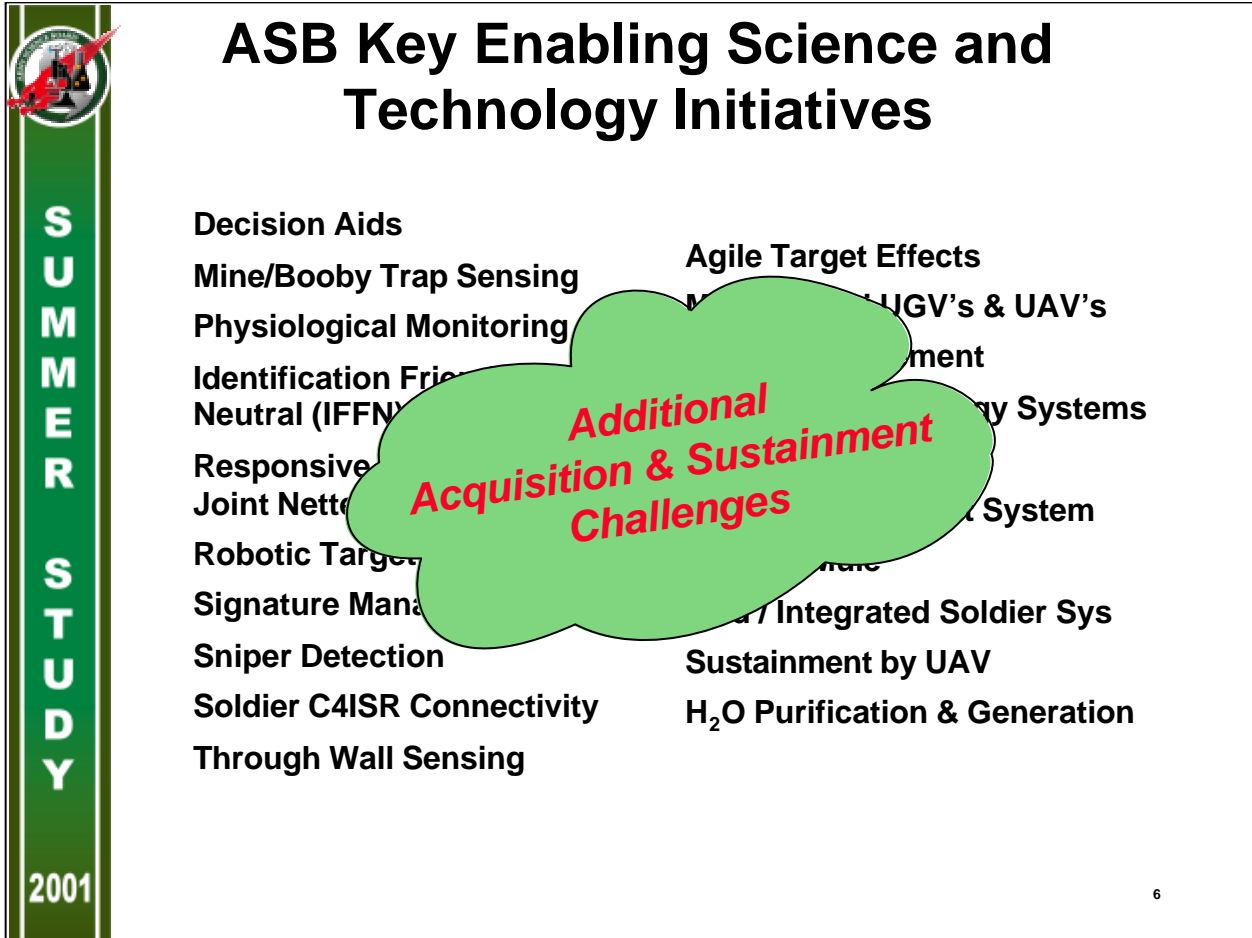 ASB Key Enabling Science and
Technology Initiatives
SUMMER STUDY
2001
Decision Aids
Mine/Booby Trap Sensing
Physiological Monitoring
Identification
Neutral (IFFN)
Responsive
Joint
Robotic
Signature
Sniper Detection
Soldier C4ISR Connectivity
Through Wall Sensing
Agile Target Effects
UGV's & UAV's
Systems
System
/ Integrated Soldier Sys
Sustainment by UAV
H₂O Purification & Generation
Additional
Acquisition & Sustainment
Challenges
6